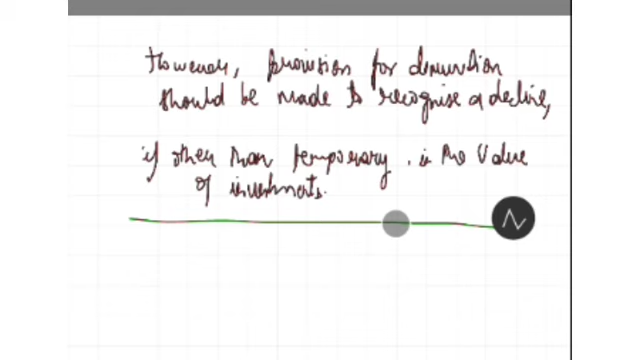 However, provision for diminution
should be made to recognise a decline,
if other than temporary, in the value
of investments.